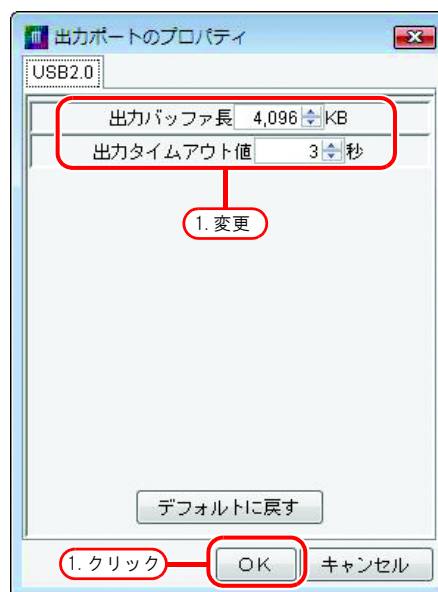 出力ポートのプロパティ
USB2.0
出力バッファ長 4,096 KB
出力タイムアウト値 3 秒
1. 変更
デフォルトに戻す
1. クリック
OK キャンセル